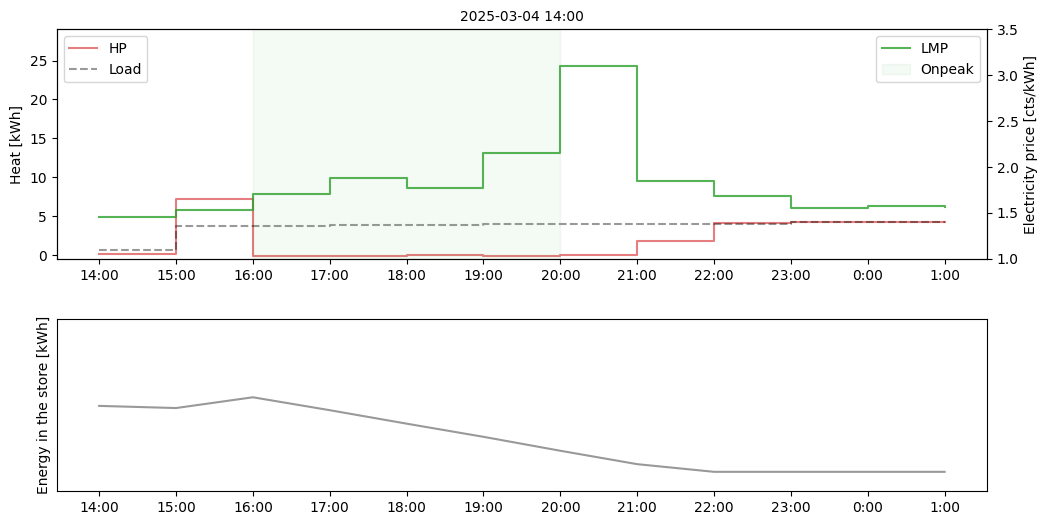 2025-03-04 14:00
HP
Load
LMP
Onpeak
Heat [kWh]
25
20
15
10
5
0
3.5
3.0
2.5
2.0
1.5
1.0
Electricity price [cts/kWh]
14:00 15:00 16:00 17:00 18:00 19:00 20:00 21:00 22:00 23:00 0:00 1:00
Energy in the store [kWh]
14:00 15:00 16:00 17:00 18:00 19:00 20:00 21:00 22:00 23:00 0:00 1:00